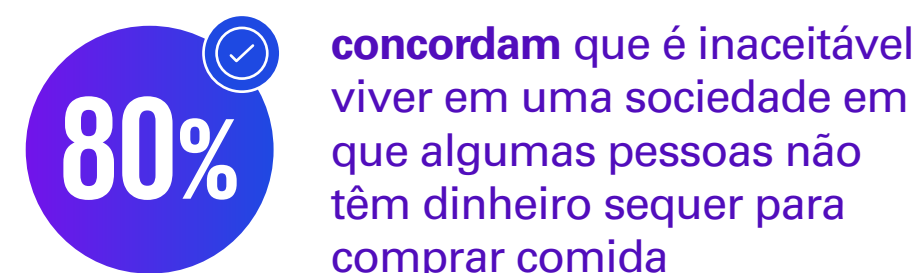 80%
concordam que é inaceitável
viver em uma sociedade em
que algumas pessoas não
têm dinheiro sequer para
comprar comida